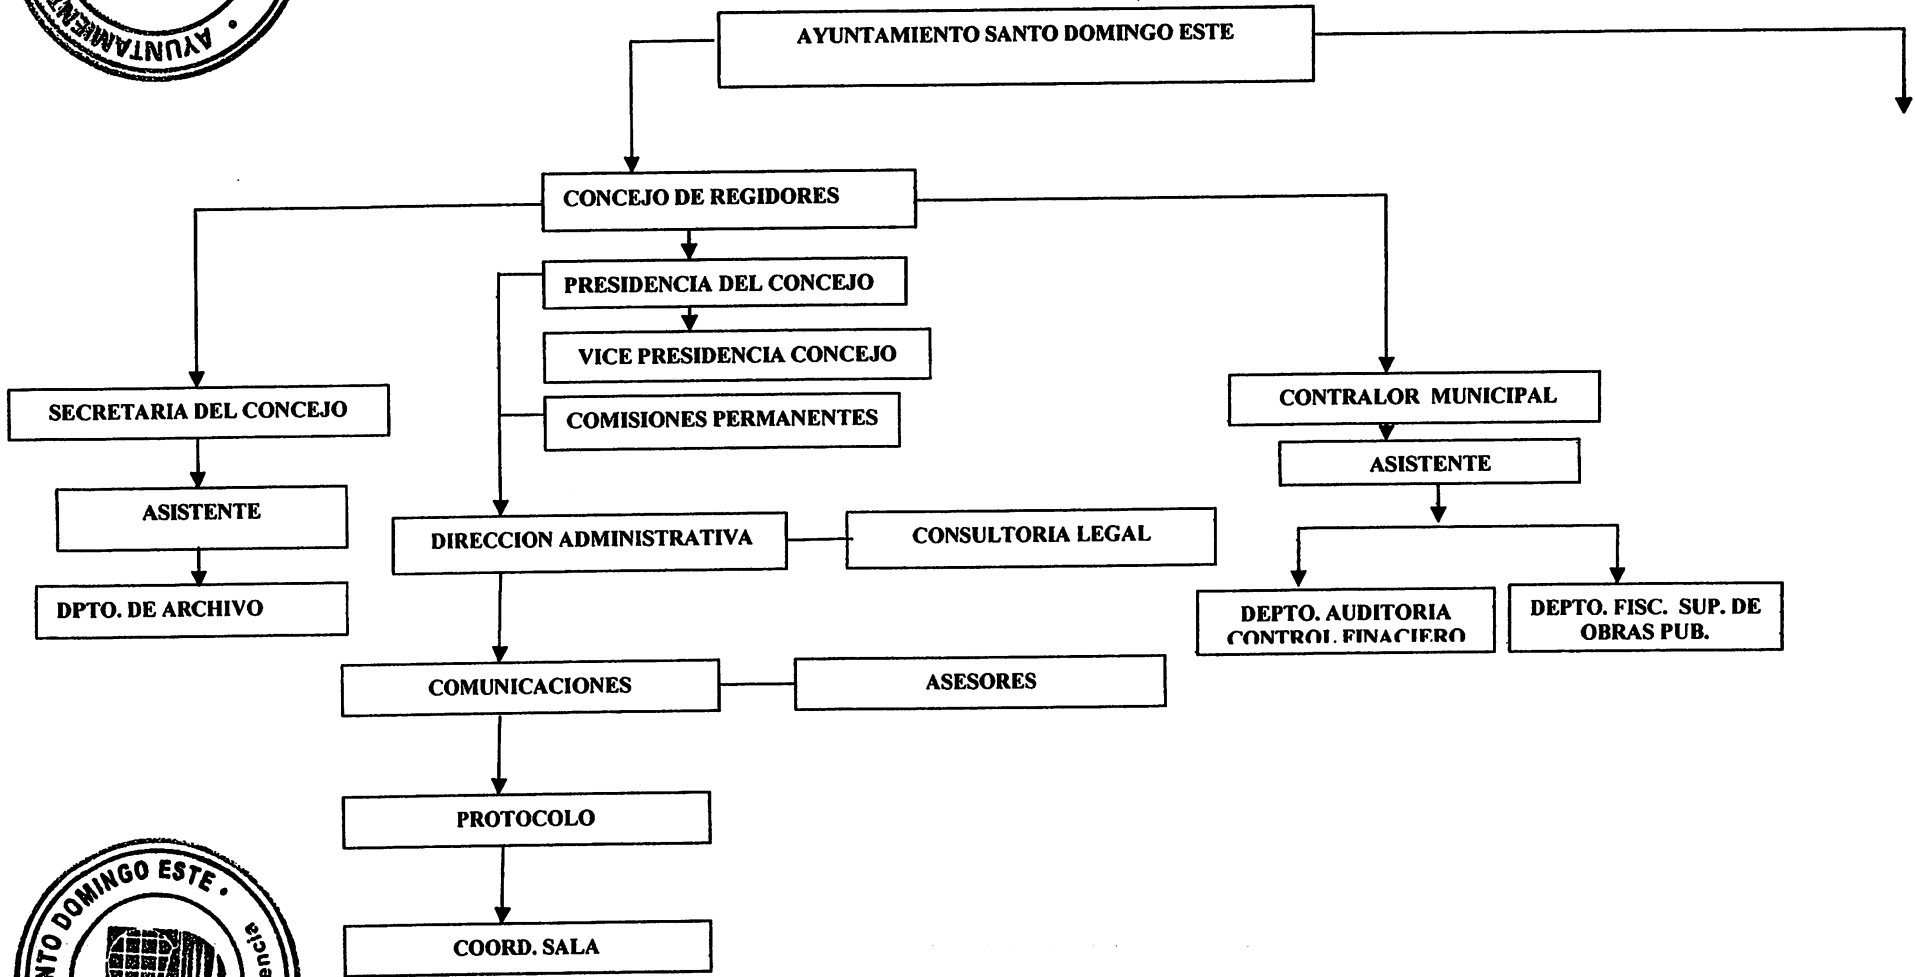 AYUNTAMIENTO SANTO DOMINGO ESTE
CONCEJO DE REGIDORES
PRESIDENCIA DEL CONCEJO
VICE PRESIDENCIA CONCEJO
COMISIONES PERMANENTES
SECRETARIA DEL CONCEJO
ASISTENTE
DPTO. DE ARCHIVO
DIRECCION ADMINISTRATIVA
CONSULTORIA LEGAL
COMUNICACIONES
ASESORES
PROTOCOLO
COORD. SALA
CONTRALOR MUNICIPAL
ASISTENTE
DEPTO. AUDITORIA
CONTROL FINACIERO
DEPTO. FISC. SUP. DE
OBRAS PUB.
DOMINGO ESTE •